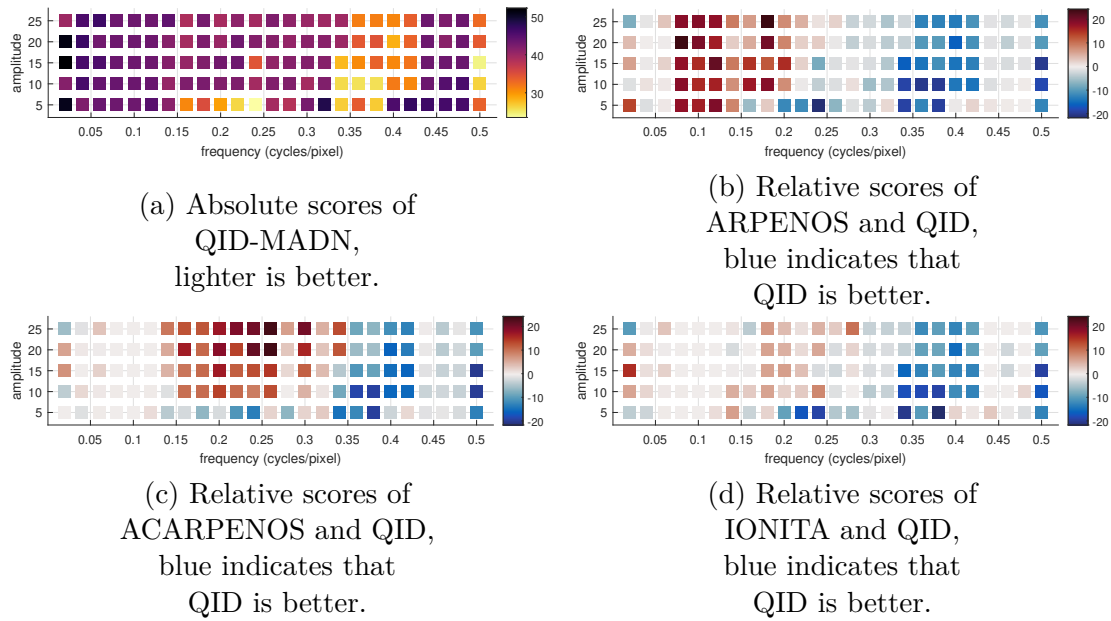 25
20
15
10
5
amplitude
0.05 0.1 0.15 0.2 0.25 0.3 0.35 0.4 0.45 0.5
frequency (cycles/pixel)
50
40
30
(a) Absolute scores of
QID-MADN,
lighter is better.
25
20
15
10
5
amplitude
0.05 0.1 0.15 0.2 0.25 0.3 0.35 0.4 0.45 0.5
frequency (cycles/pixel)
20
10
0
-10
-20
(b) Relative scores of
ARPENOS and QID,
blue indicates that
QID is better.
25
20
15
10
5
amplitude
0.05 0.1 0.15 0.2 0.25 0.3 0.35 0.4 0.45 0.5
frequency (cycles/pixel)
20
10
0
-10
-20
(c) Relative scores of
ACARPENOS and QID,
blue indicates that
QID is better.
25
20
15
10
5
amplitude
0.05 0.1 0.15 0.2 0.25 0.3 0.35 0.4 0.45 0.5
frequency (cycles/pixel)
20
10
0
-10
-20
(d) Relative scores of
IONITA and QID,
blue indicates that
QID is better.